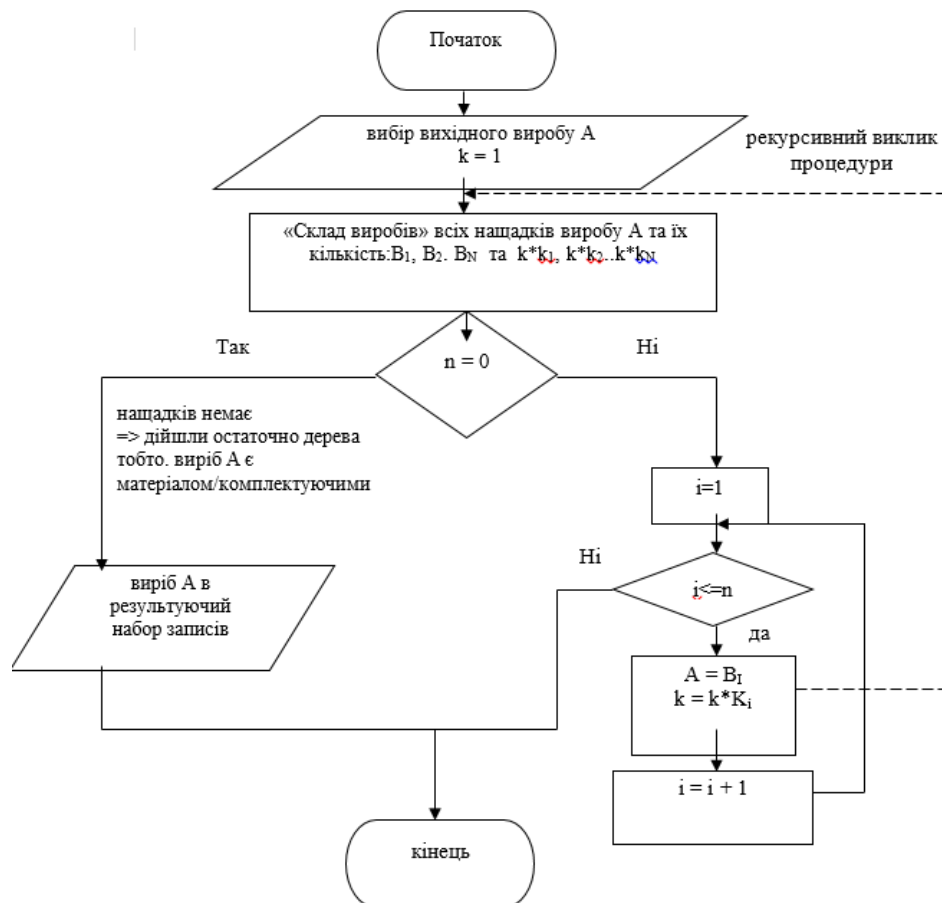 Початок
вибір вихідного виробу А
k = 1
рекурсивний виклик
процедури
«Склад виробів» всіх нащадків виробу А та їх
кількість:B₁, B₂. Bₙ та k*k₁, k*k₂..k*kₙ
n = 0
Так
Ні
нащадків немає
=> дійшли остаточно дерева
тобто. виріб А є
матеріалом/комплектуючими
i=1
виріб А в
результуючий
набор записів
Ні
i<=n
да
A = Bᵢ
k = k*Kᵢ
i = i + 1
кінець